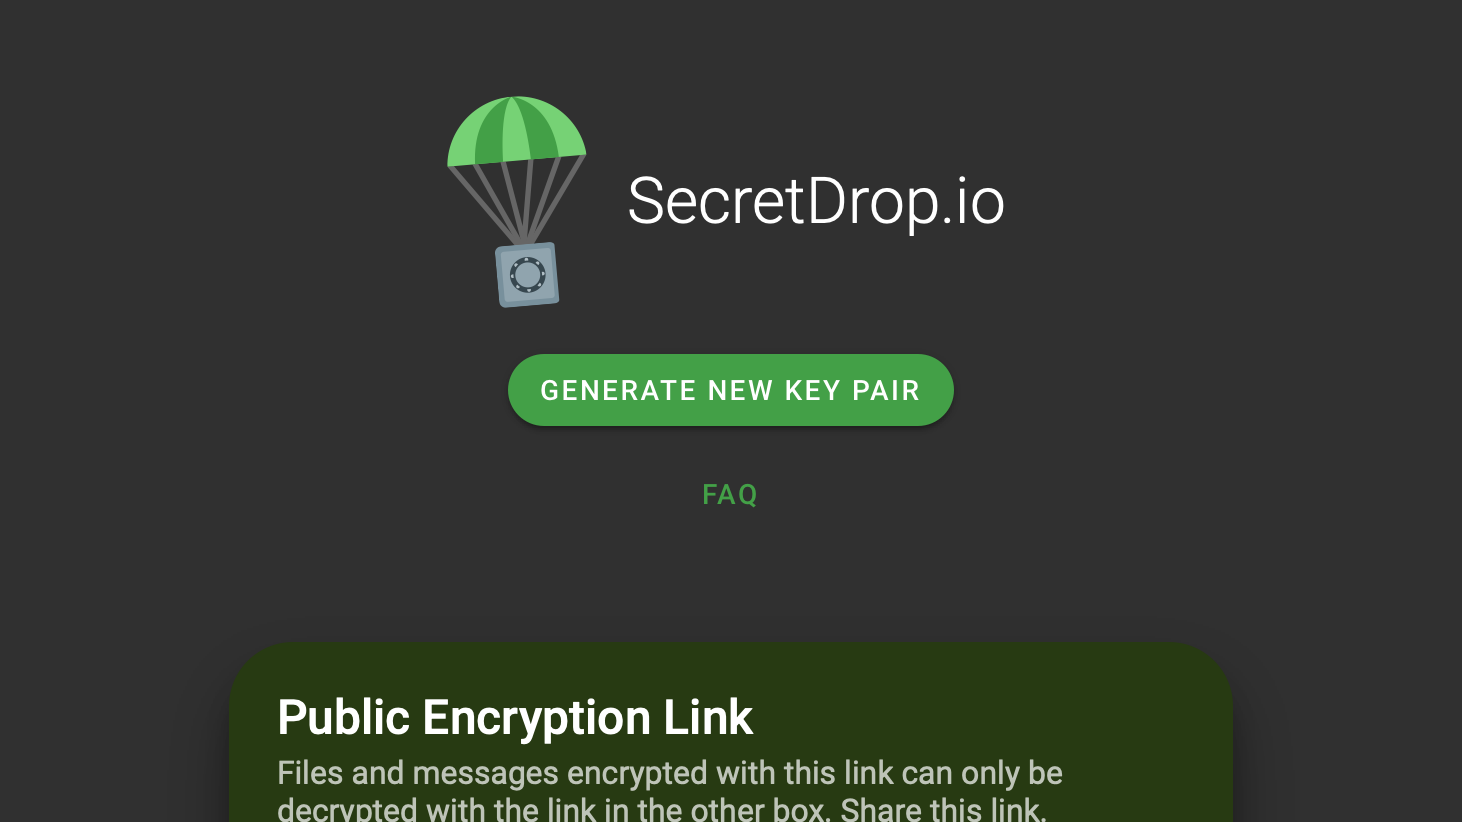 SecretDrop.io
GENERATE NEW KEY PAIR
FAQ
Public Encryption Link
Files and messages encrypted with this link can only be
decrypted with the link in the other box. Share this link.